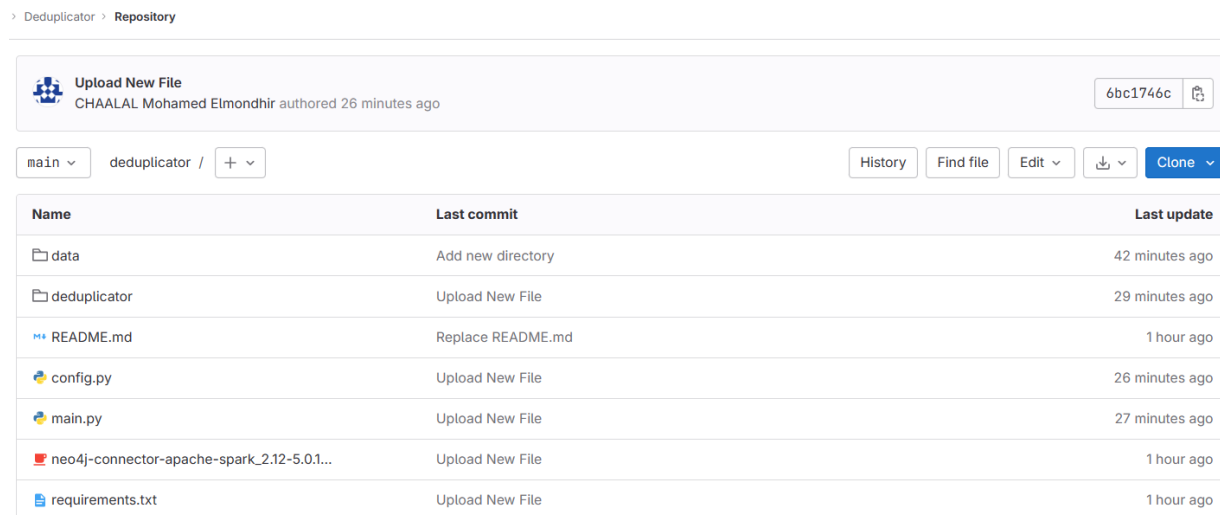 › Deduplicator › Repository
Upload New File
CHAALAL Mohamed Elmondhir authored 26 minutes ago
6bc1746c
main deduplicator / +
History Find file Edit Clone
Name Last commit Last update
data Add new directory 42 minutes ago
deduplicator Upload New File 29 minutes ago
README.md Replace README.md 1 hour ago
config.py Upload New File 26 minutes ago
main.py Upload New File 27 minutes ago
neo4j-connector-apache-spark_2.12-5.0.1... Upload New File 1 hour ago
requirements.txt Upload New File 1 hour ago